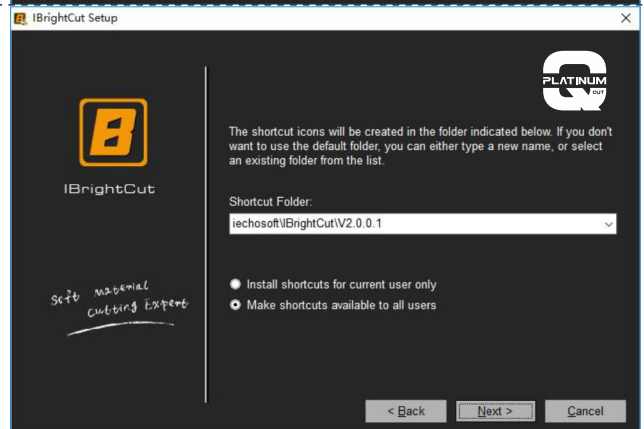 IBrightCut Setup
PLATINUM
Q
CUT
The shortcut icons will be created in the folder indicated below. If you don't
want to use the default folder, you can either type a new name, or select
an existing folder from the list.
IBrightCut
Shortcut Folder:
iechosoft\IBrightCut\V2.0.0.1
Install shortcuts for current user only
Make shortcuts available to all users
Soft Material
Cutting Expert
< Back
Next >
Cancel